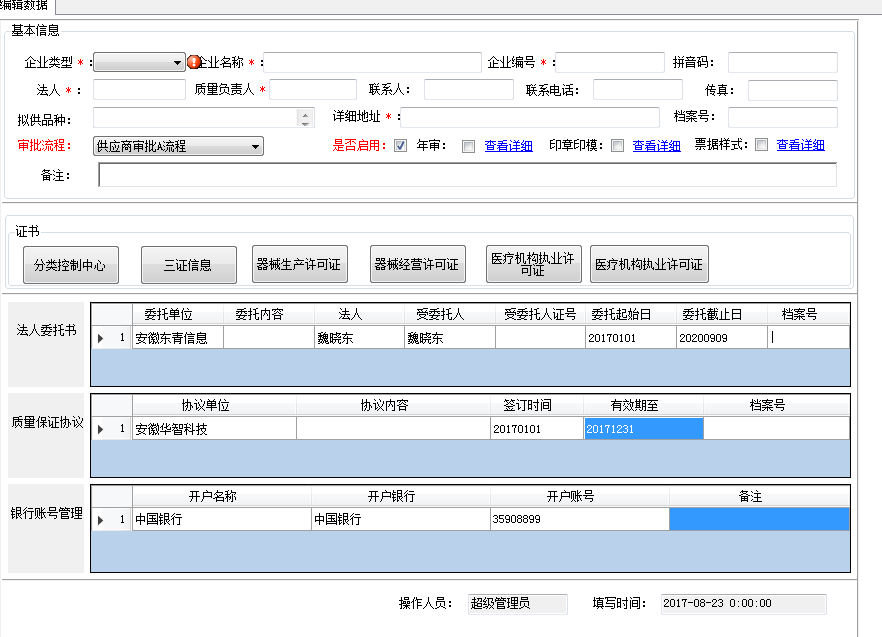 编辑数据
基本信息
企业类型 * : 企业名称 * : 企业编号 * : 拼音码：
法人 * : 质量负责人 * 联系人： 联系电话： 传真：
拟供品种： 详细地址 * : 档案号：
审批流程： 供应商审批A流程 是否启用： 年审： 查看详细 印章印模： 查看详细 票据样式： 查看详细
备注：
证书
分类控制中心 三证信息 器械生产许可证 器械经营许可证 医疗机构执业许可证 医疗机构执业许可证
法人委托书
委托单位 委托内容 法人 受委托人 受委托人证号 委托起始日 委托截止日 档案号
1 安徽东青信息 魏晓东 魏晓东 20170101 20200909
质量保证协议
协议单位 协议内容 签订时间 有效期至 档案号
1 安徽华智科技 20170101 20171231
银行账号管理
开户名称 开户银行 开户账号 备注
1 中国银行 中国银行 35908899
操作人员： 超级管理员 填写时间： 2017-08-23 0:00:00